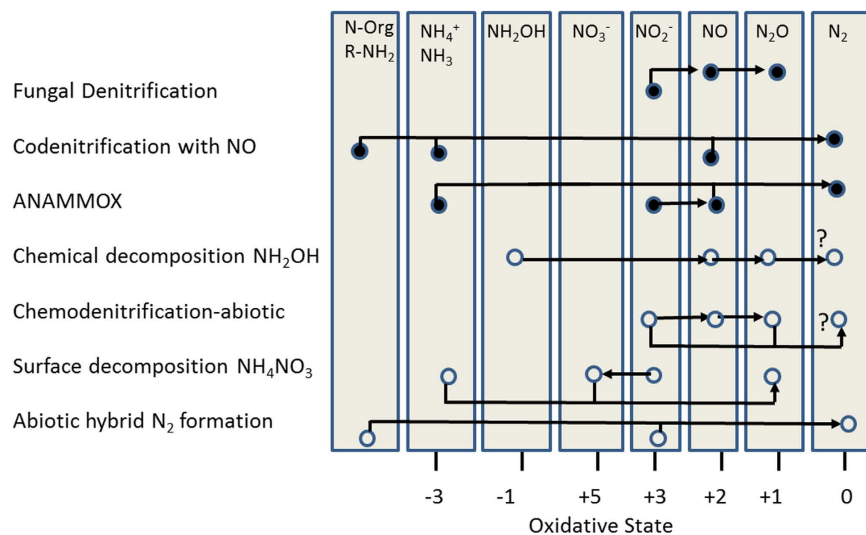 N-Org NH₄⁺ NH₂OH NO₃⁻ NO₂⁻ NO N₂O N₂
R-NH₂ NH₃
Fungal Denitrification
Codenitrification with NO
ANAMMOX
Chemical decomposition NH₂OH ?
Chemodenitrification-abiotic ?
Surface decomposition NH₄NO₃
Abiotic hybrid N₂ formation
-3 -1 +5 +3 +2 +1 0
Oxidative State